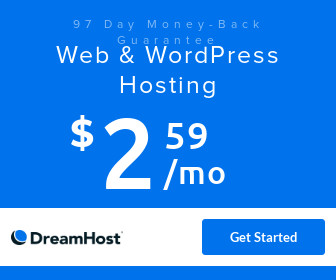 97 Day Money-Back
Guarantee
Web & WordPress
Hosting
$2 59
/mo
DreamHost
Get Started